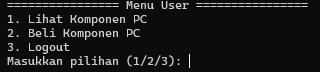 ================ Menu User ================
1. Lihat Komponen PC
2. Beli Komponen PC
3. Logout
Masukkan pilihan (1/2/3):